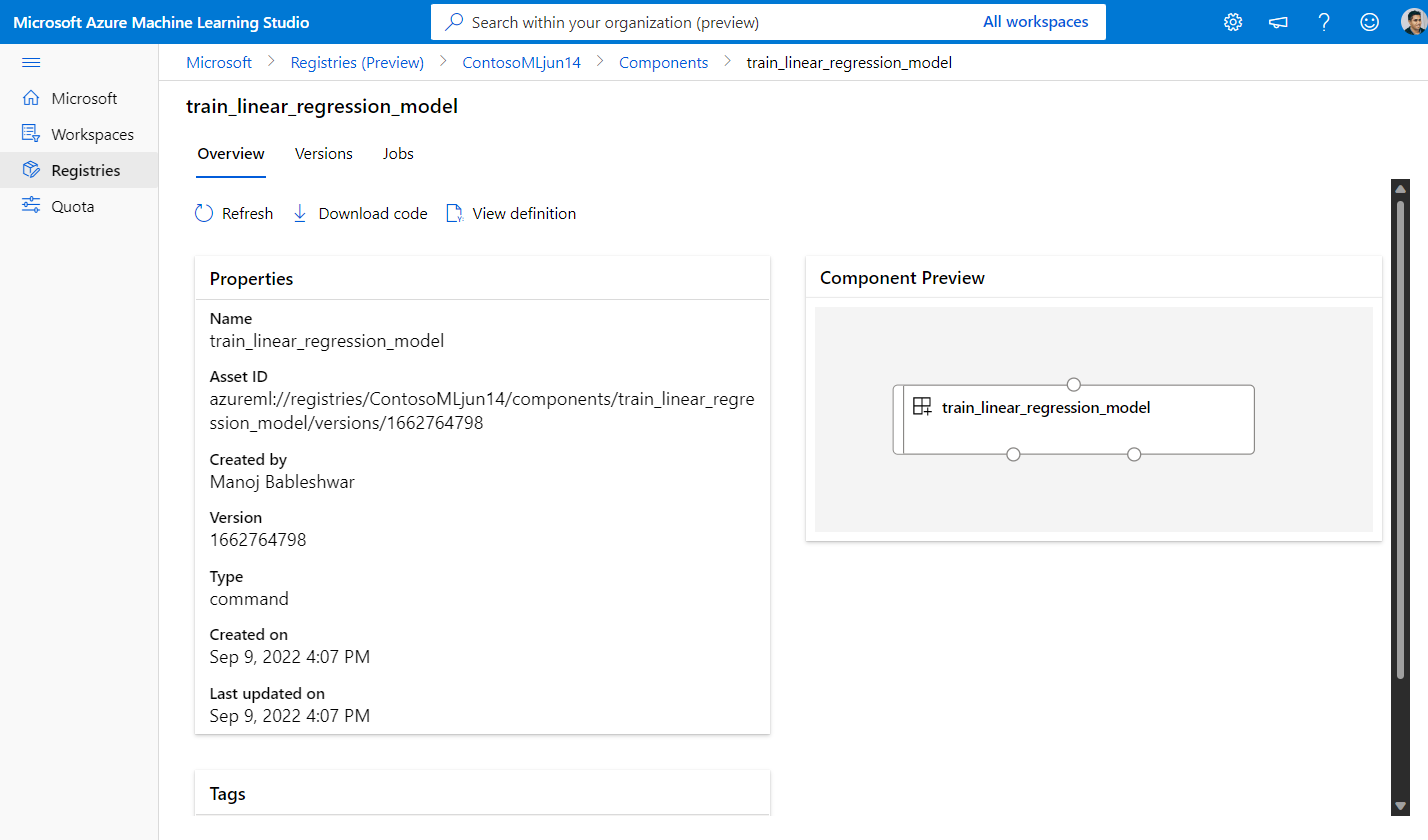 Microsoft Azure Machine Learning Studio
Search within your organization (preview)
All workspaces
Microsoft > Registries (Preview) > ContosoMLjun14 > Components > train_linear_regression_model
Microsoft
Workspaces
Registries
Quota
train_linear_regression_model
Overview Versions Jobs
Refresh Download code View definition
Properties
Name
train_linear_regression_model
Asset ID
azureml://registries/ContosoMLjun14/components/train_linear_regre
ssion_model/versions/1662764798
Created by
Manoj Bableshwar
Version
1662764798
Type
command
Created on
Sep 9, 2022 4:07 PM
Last updated on
Sep 9, 2022 4:07 PM
Tags
Component Preview
train_linear_regression_model